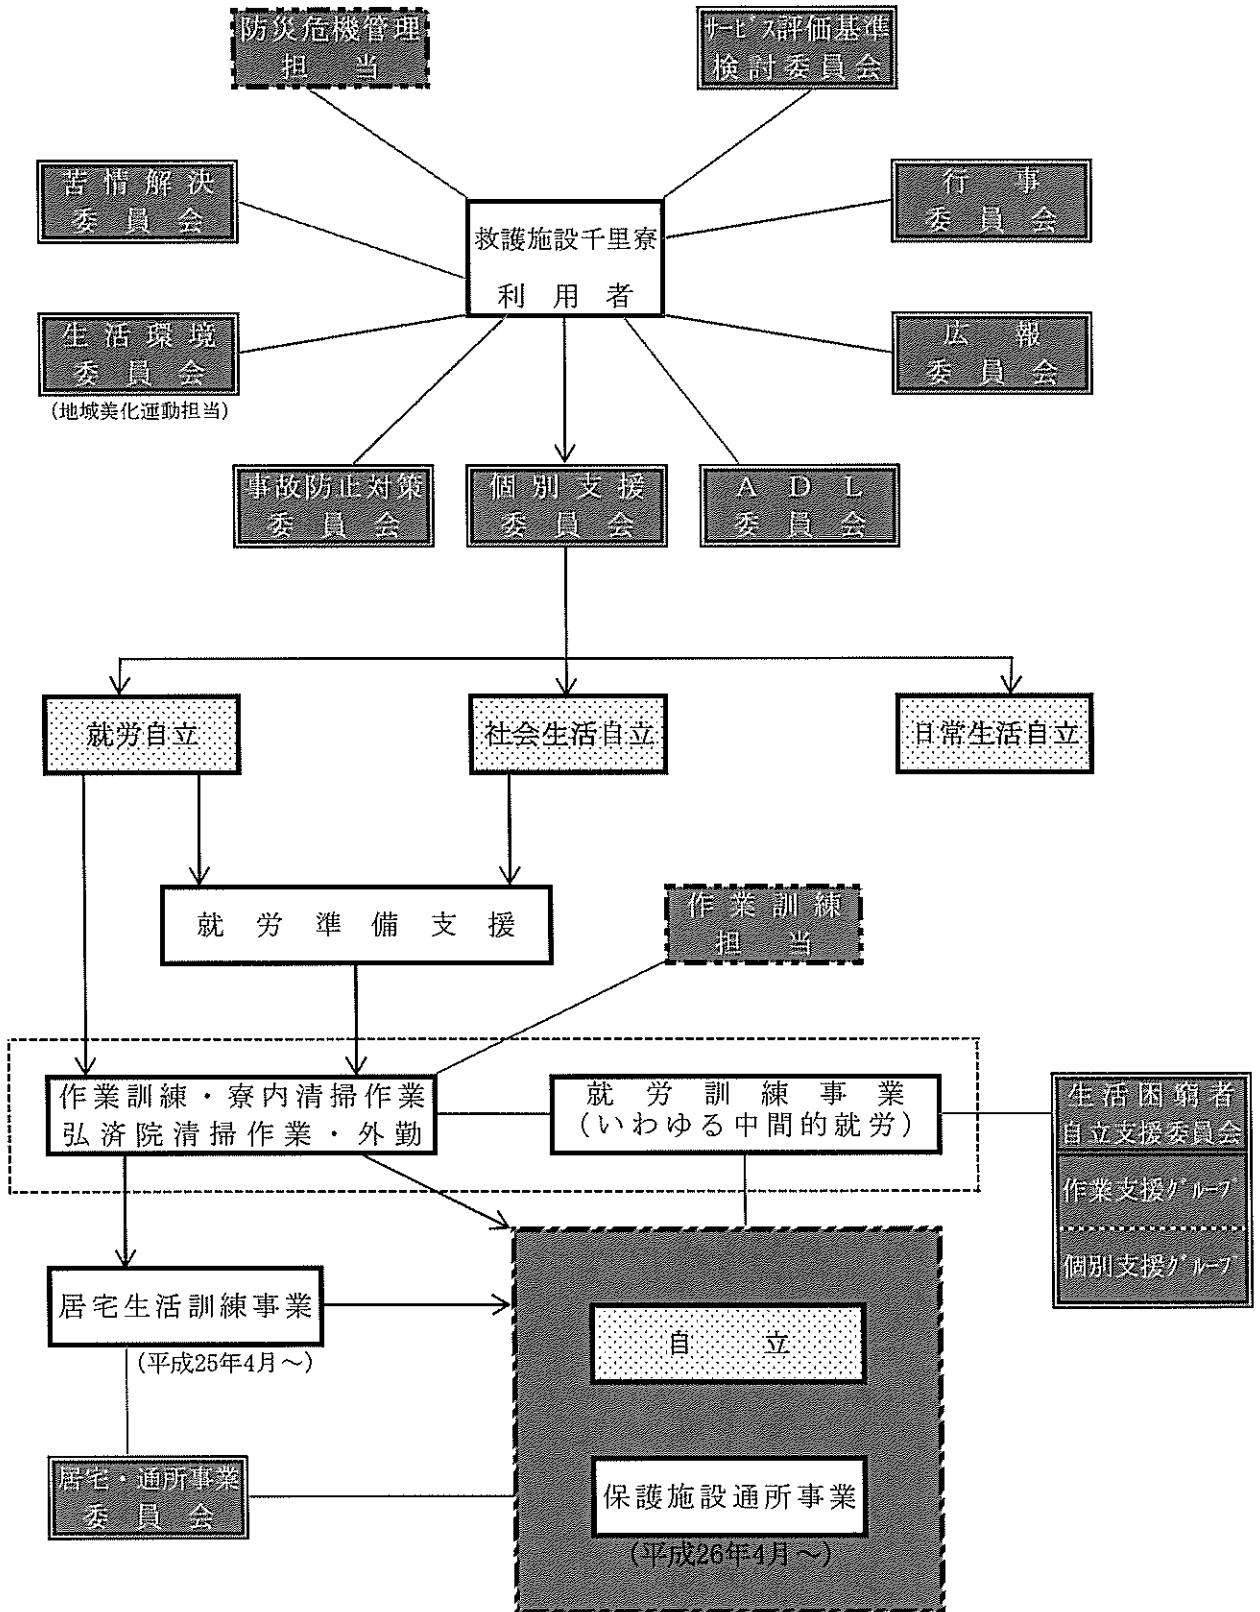 防災危機管理
担当
サービス評価基準
検討委員会
苦情解決
委員会
行事
委員会
救護施設千里寮
利用者
生活環境
委員会
(地域美化運動担当)
広報
委員会
事故防止対策
委員会
個別支援
委員会
ADL
委員会
就労自立
社会生活自立
日常生活自立
就労準備支援
作業訓練
担当
作業訓練・寮内清掃作業
弘済院清掃作業・外勤
就労訓練事業
(いわゆる中間的就労)
生活困窮者
自立支援委員会
作業支援グループ
個別支援グループ
居宅生活訓練事業
(平成25年4月～)
自立
居宅・通所事業
委員会
保護施設通所事業
(平成26年4月～)